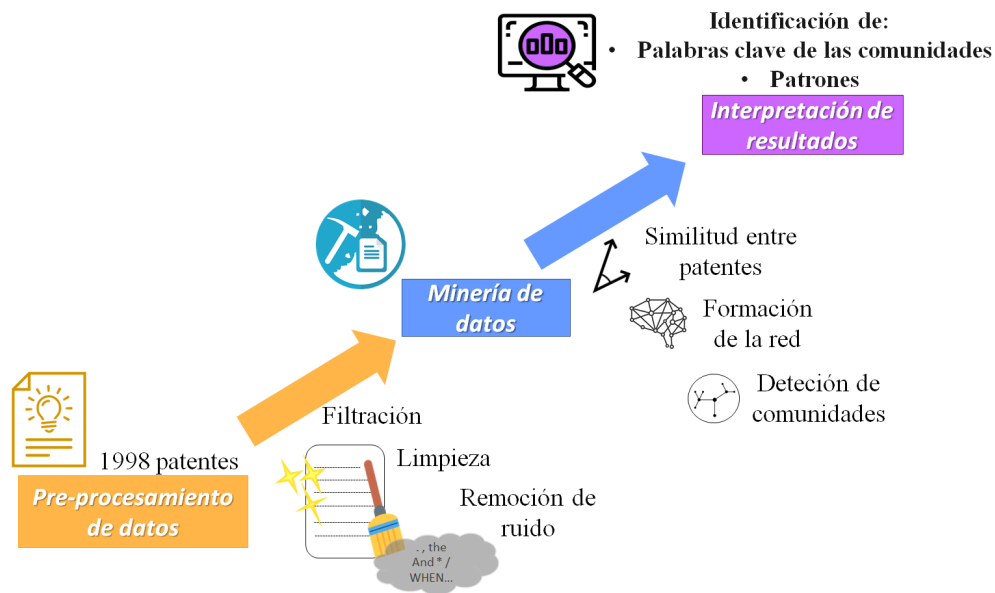 Identificación de:
• Palabras clave de las comunidades
• Patrones
Interpretación de
resultados
Similitud entre
patentes
Minería de
datos
Formación
de la red
Deteción de
comunidades
Filtración
1998 patentes
Limpieza
Pre-procesamiento
de datos
Remoción de
ruido
. , the
And * /
WHEN...